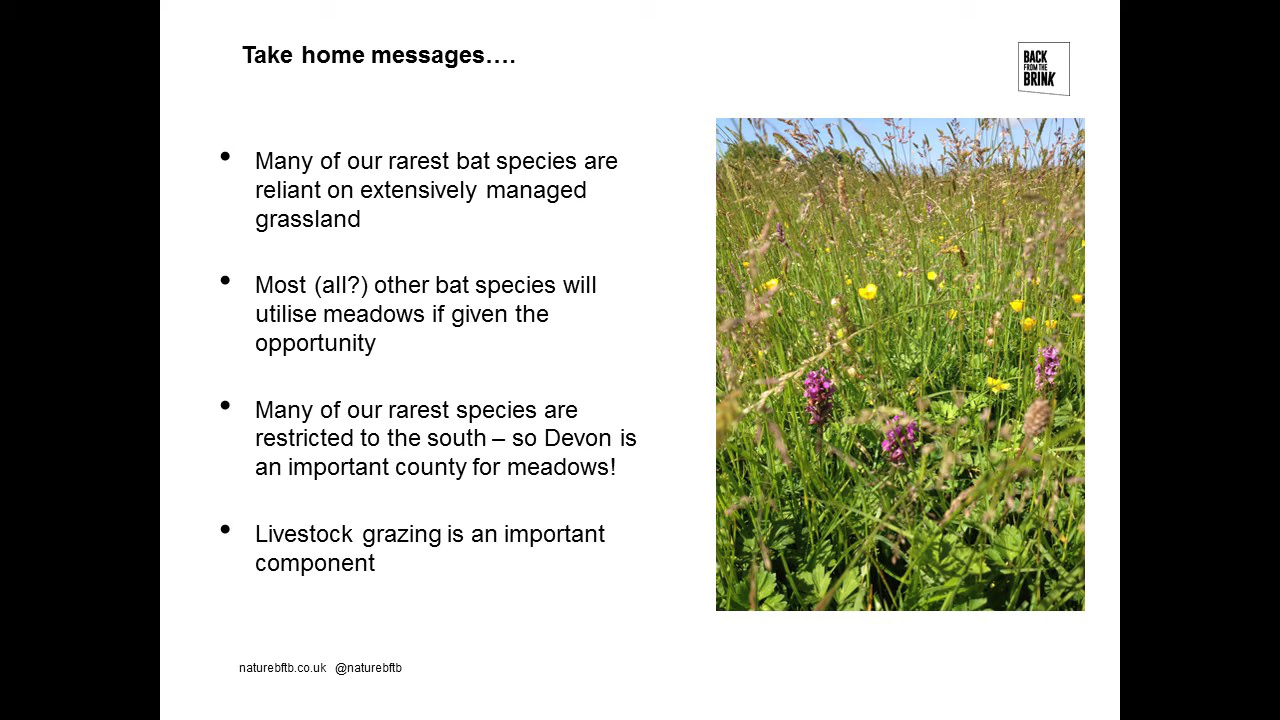 Take home messages….
BACK
FROM THE
BRINK
• Many of our rarest bat species are
reliant on extensively managed
grassland
• Most (all?) other bat species will
utilise meadows if given the
opportunity
• Many of our rarest species are
restricted to the south – so Devon is
an important county for meadows!
• Livestock grazing is an important
component
naturebftb.co.uk @naturebftb